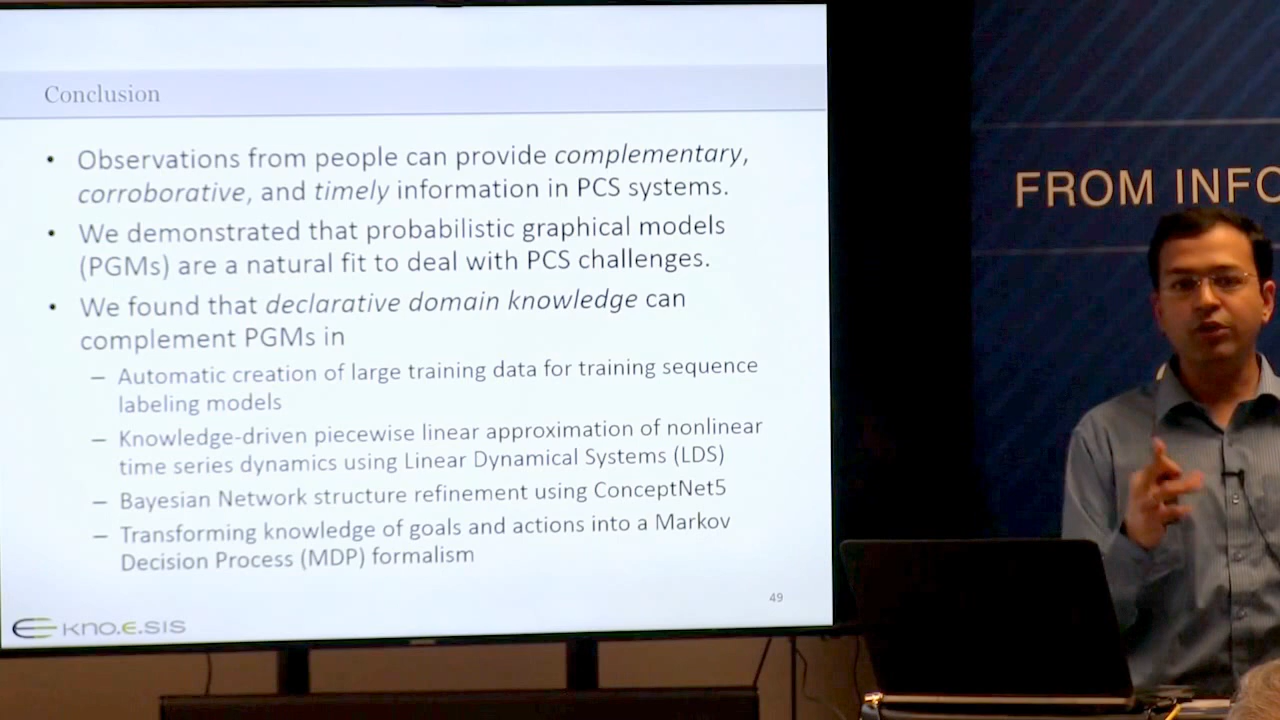 Conclusion
• Observations from people can provide complementary,
corroborative, and timely information in PCS systems.
• We demonstrated that probabilistic graphical models
(PGMs) are a natural fit to deal with PCS challenges.
• We found that declarative domain knowledge can
complement PGMs in
– Automatic creation of large training data for training sequence
labeling models
– Knowledge-driven piecewise linear approximation of nonlinear
time series dynamics using Linear Dynamical Systems (LDS)
– Bayesian Network structure refinement using ConceptNet5
– Transforming knowledge of goals and actions into a Markov
Decision Process (MDP) formalism
49
kno.e.sis
FROM INFO